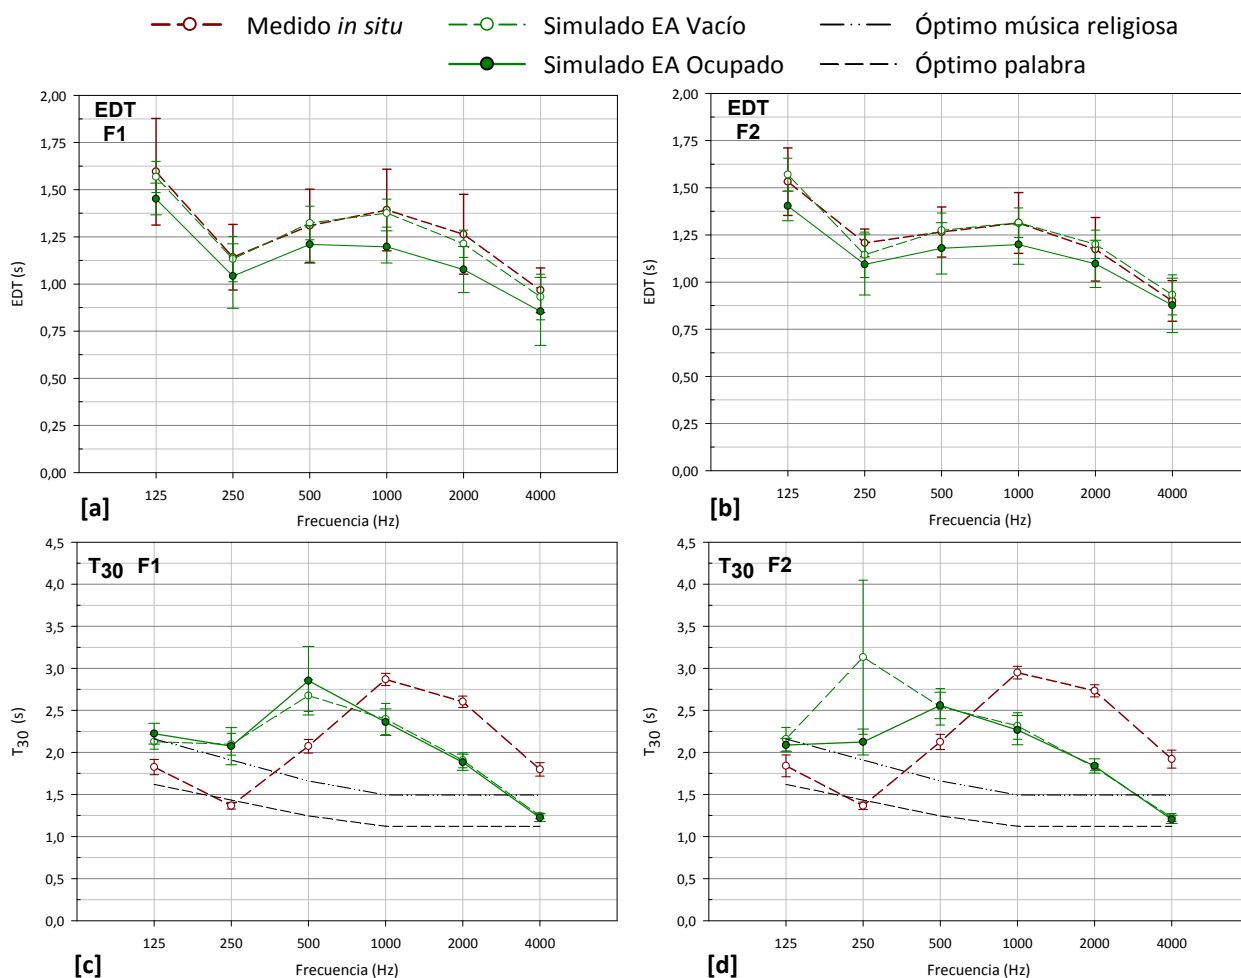 Medido in situ
Simulado EA Vacío
Óptimo música religiosa
Simulado EA Ocupado
Óptimo palabra
EDT
F1
EDT (s)
2,00
1,75
1,50
1,25
1,00
0,75
0,50
0,25
0,00
125 250 500 1000 2000 4000
Frecuencia (Hz)
[a]
EDT
F2
EDT (s)
2,00
1,75
1,50
1,25
1,00
0,75
0,50
0,25
0,00
125 250 500 1000 2000 4000
Frecuencia (Hz)
[b]
T30 F1
T30 (s)
4,5
4,0
3,5
3,0
2,5
2,0
1,5
1,0
0,5
0,0
125 250 500 1000 2000 4000
Frecuencia (Hz)
[c]
T30 F2
T30 (s)
4,5
4,0
3,5
3,0
2,5
2,0
1,5
1,0
0,5
0,0
125 250 500 1000 2000 4000
Frecuencia (Hz)
[d]